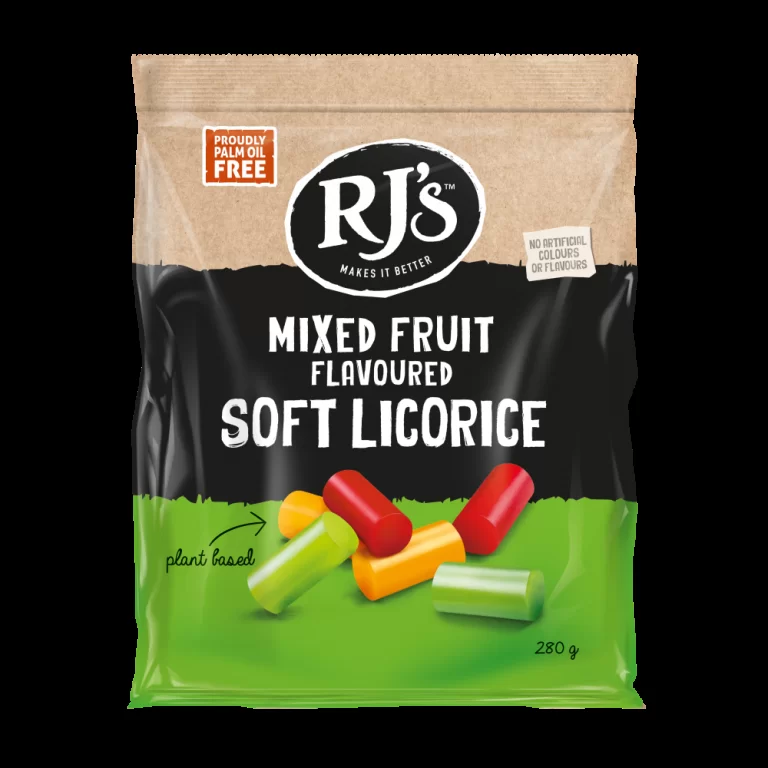 PROUDLY
PALM OIL
FREE
RJ's™
MAKES IT BETTER
NO ARTIFICIAL
COLOURS
OR FLAVOURS
MIXED FRUIT
FLAVOURED
SOFT LICORICE
plant based
280 g